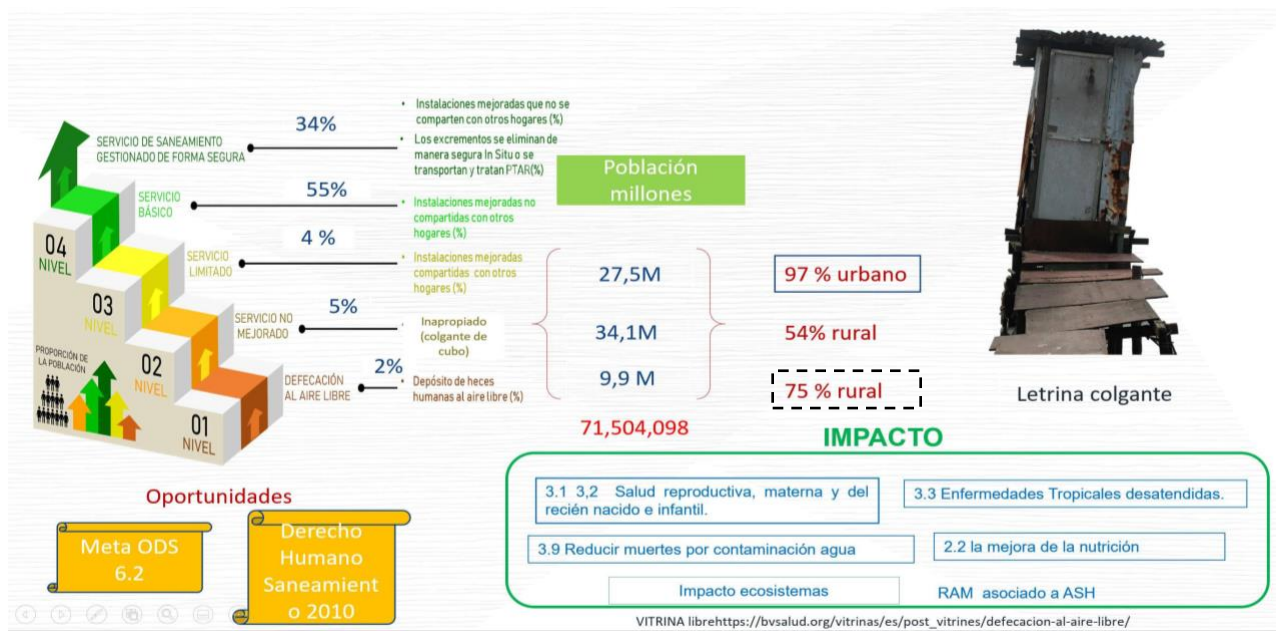 34%
SERVICIO DE SANEAMIENTO
GESTIONADO DE FORMA SEGURA
• Instalaciones mejoradas que no se
comparten con otros hogares (%)
• Los excrementos se eliminan de
manera segura In Situ o se
transportan y tratan PTAR(%)
Población
millones
55%
SERVICIO
BÁSICO
• Instalaciones mejoradas no
compartidas con otros
hogares (%)
4 %
SERVICIO
LIMITADO
• Instalaciones mejoradas
compartidas con otros
hogares (%)
27,5M
97 % urbano
5%
SERVICIO NO
MEJORADO
Inapropiado
(colgante de
cubo)
34,1M
54% rural
2%
DEFECACIÓN
AL AIRE LIBRE
• Depósito de heces
humanas al aire libre (%)
9,9 M
75 % rural
71,504,098
04
NIVEL
03
NIVEL
02
NIVEL
01
NIVEL
PROPORCIÓN DE
LA POBLACIÓN
Letrina colgante
Oportunidades
Meta ODS
6.2
Derecho
Humano
Saneamient
o 2010
IMPACTO
3.1 3,2 Salud reproductiva, materna y del
recién nacido e infantil.
3.3 Enfermedades Tropicales desatendidas.
3.9 Reducir muertes por contaminación agua
2.2 la mejora de la nutrición
Impacto ecosistemas
RAM asociado a ASH
VITRINA librehttps://bvsalud.org/vitrinas/es/post_vitrines/defecacion-al-aire-libre/